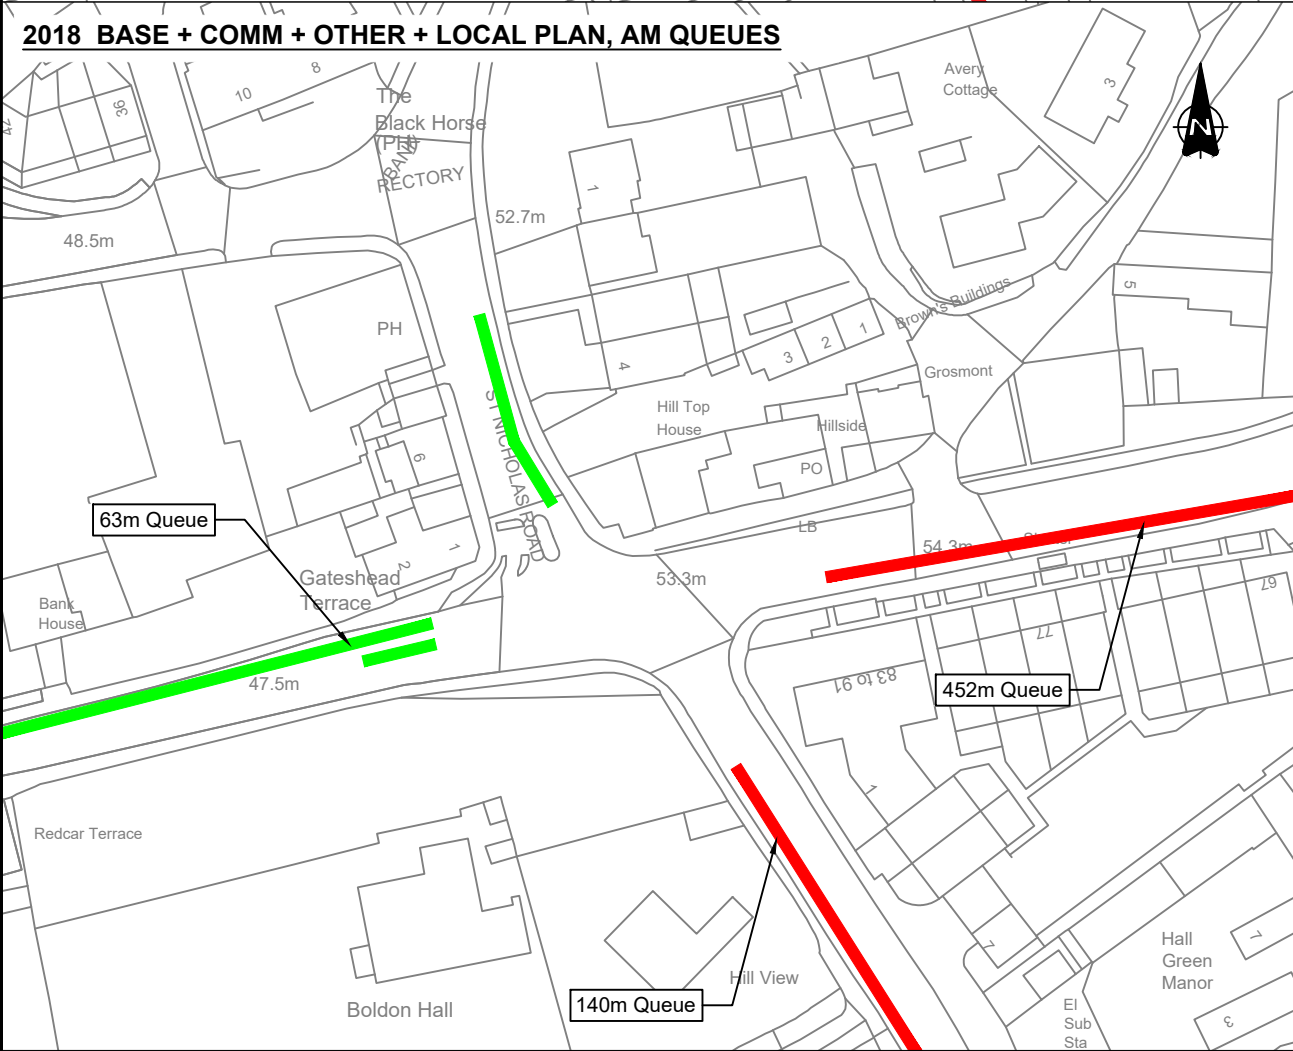 2018 BASE + COMM + OTHER + LOCAL PLAN, AM QUEUES
8
10
36
42
The
Black Horse
(PH)
BANK
RECTORY
Avery
Cottage
3
N
1
52.7m
48.5m
5
Brown's Buildings
PH
1
2
3
4
Grosmont
Hill Top
House
Hillside
ST NICHOLAS ROAD
6
PO
63m Queue
LB
54.3m
1
2
Gateshead
Terrace
53.3m
67
Bank
House
77
83 to 91
47.5m
452m Queue
1
Redcar Terrace
7
Hall
Green
Manor
7
Hill View
140m Queue
Boldon Hall
El
Sub
Sta
3